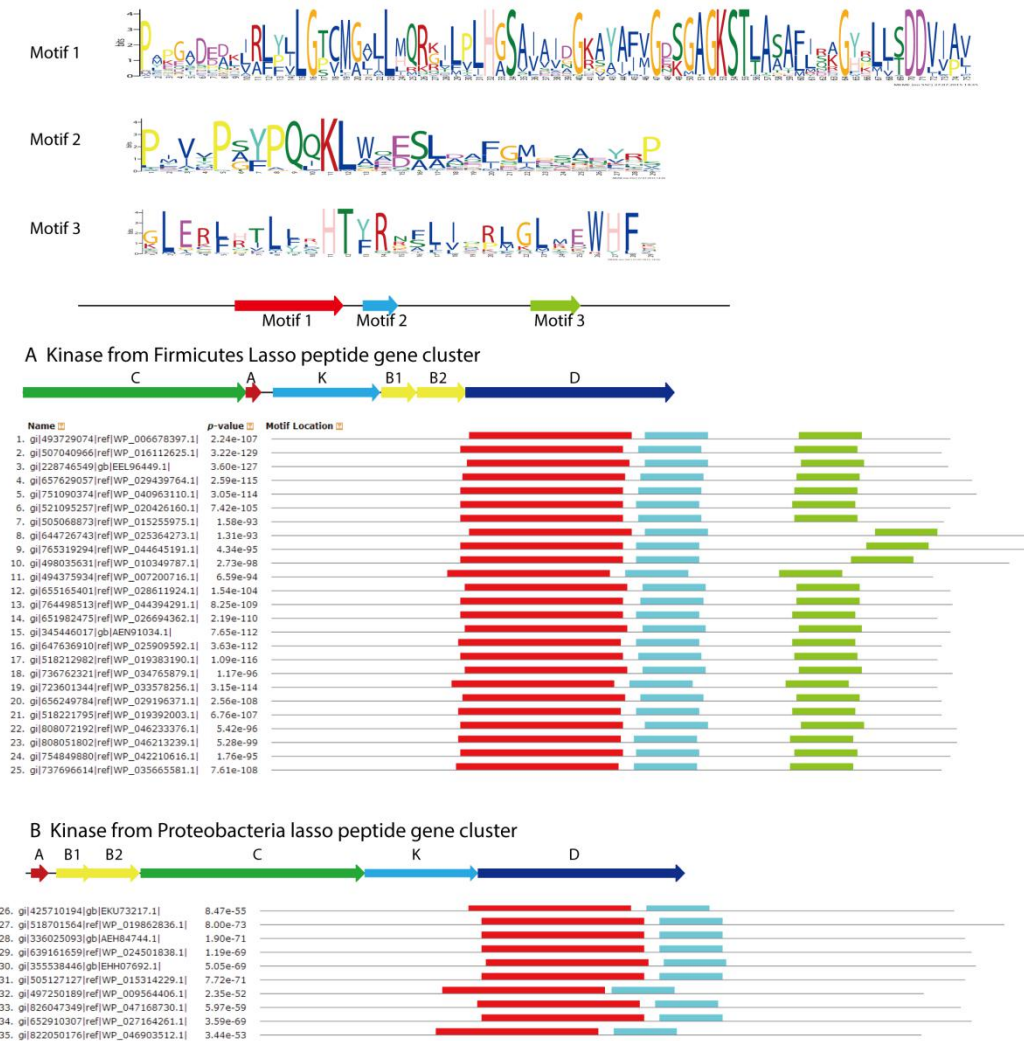 Motif 1
Motif 2
Motif 3
Motif 1 Motif 2 Motif 3
A Kinase from Firmicutes Lasso peptide gene cluster
C A K B1 B2 D
Name p-value Motif Location
1. gi|493729074|ref|WP_006678397.1| 2.24e-107
2. gi|507040966|ref|WP_016112625.1| 3.22e-129
3. gi|228746549|gb|EEL96449.1| 3.60e-127
4. gi|657629057|ref|WP_029439764.1| 2.59e-115
5. gi|751090374|ref|WP_040963110.1| 3.05e-114
6. gi|521095257|ref|WP_020426160.1| 7.42e-105
7. gi|505068873|ref|WP_015255975.1| 1.58e-93
8. gi|644726743|ref|WP_025364273.1| 1.31e-93
9. gi|765319294|ref|WP_044645191.1| 4.34e-95
10. gi|498035631|ref|WP_010349787.1| 2.73e-98
11. gi|494375934|ref|WP_007200716.1| 6.59e-94
12. gi|655165401|ref|WP_028611924.1| 1.54e-104
13. gi|764498513|ref|WP_044394291.1| 8.25e-109
14. gi|651982475|ref|WP_026694362.1| 2.19e-110
15. gi|345446017|gb|AEN91034.1| 7.65e-112
16. gi|647636910|ref|WP_025909592.1| 3.63e-112
17. gi|518212982|ref|WP_019383190.1| 1.09e-116
18. gi|736762321|ref|WP_034765879.1| 1.17e-96
19. gi|723601344|ref|WP_033578256.1| 3.15e-114
20. gi|656249784|ref|WP_029196371.1| 2.56e-108
21. gi|518221795|ref|WP_019392003.1| 6.76e-107
22. gi|808072192|ref|WP_046233376.1| 5.42e-96
23. gi|808051802|ref|WP_046213239.1| 5.28e-99
24. gi|754849880|ref|WP_042210616.1| 1.76e-95
25. gi|737696614|ref|WP_035665581.1| 7.61e-108
B Kinase from Proteobacteria lasso peptide gene cluster
A B1 B2 C K D
26. gi|425710194|gb|EKU73217.1| 8.47e-55
27. gi|518701564|ref|WP_019862836.1| 8.00e-73
28. gi|336025093|gb|AEH84744.1| 1.90e-71
29. gi|639161659|ref|WP_024501838.1| 1.19e-69
30. gi|355538446|gb|EHH07692.1| 5.05e-69
31. gi|505127127|ref|WP_015314229.1| 7.72e-71
32. gi|497250189|ref|WP_009564406.1| 2.35e-52
33. gi|826047349|ref|WP_047168730.1| 5.97e-59
34. gi|652910307|ref|WP_027164261.1| 3.59e-69
35. gi|822050176|ref|WP_046903512.1| 3.44e-53